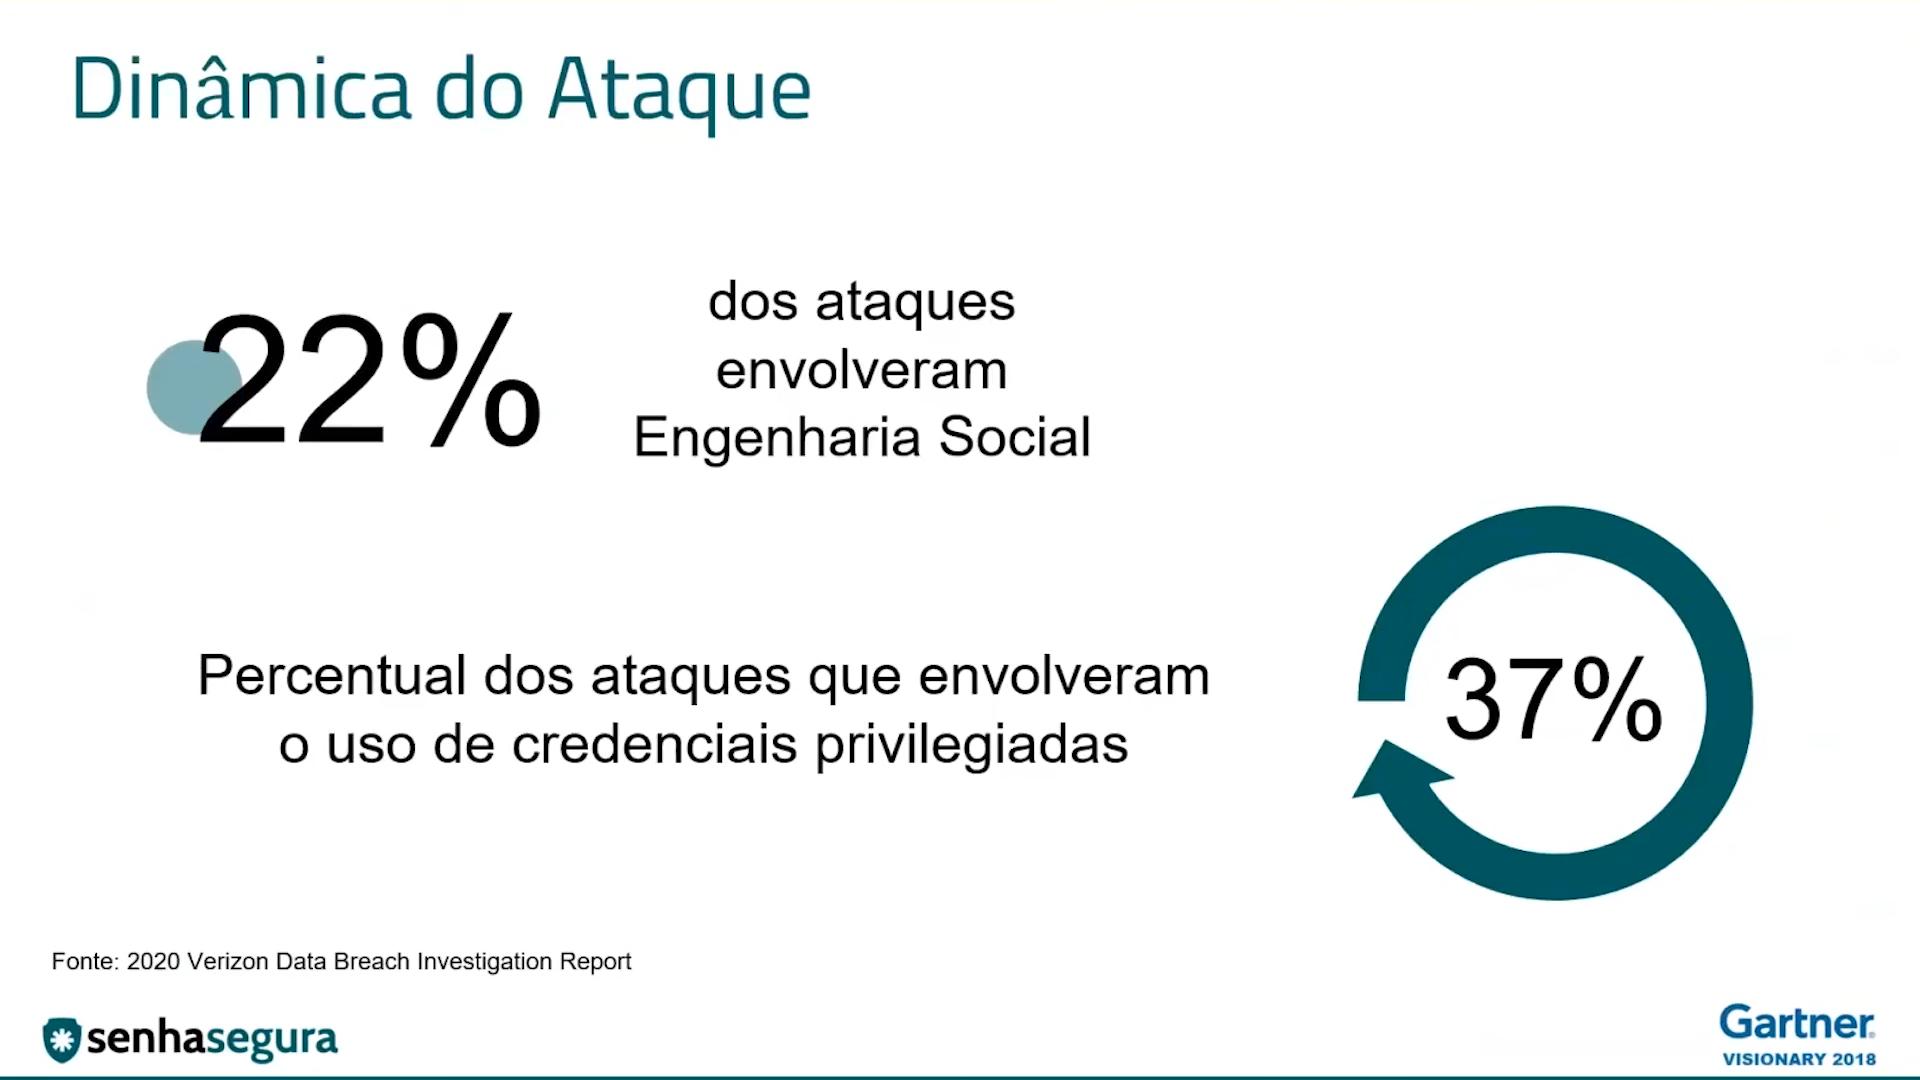 Dinâmica do Ataque
22%
dos ataques
envolveram
Engenharia Social
Percentual dos ataques que envolveram
o uso de credenciais privilegiadas
37%
Fonte: 2020 Verizon Data Breach Investigation Report
senhasegura
Gartner
VISIONARY 2018